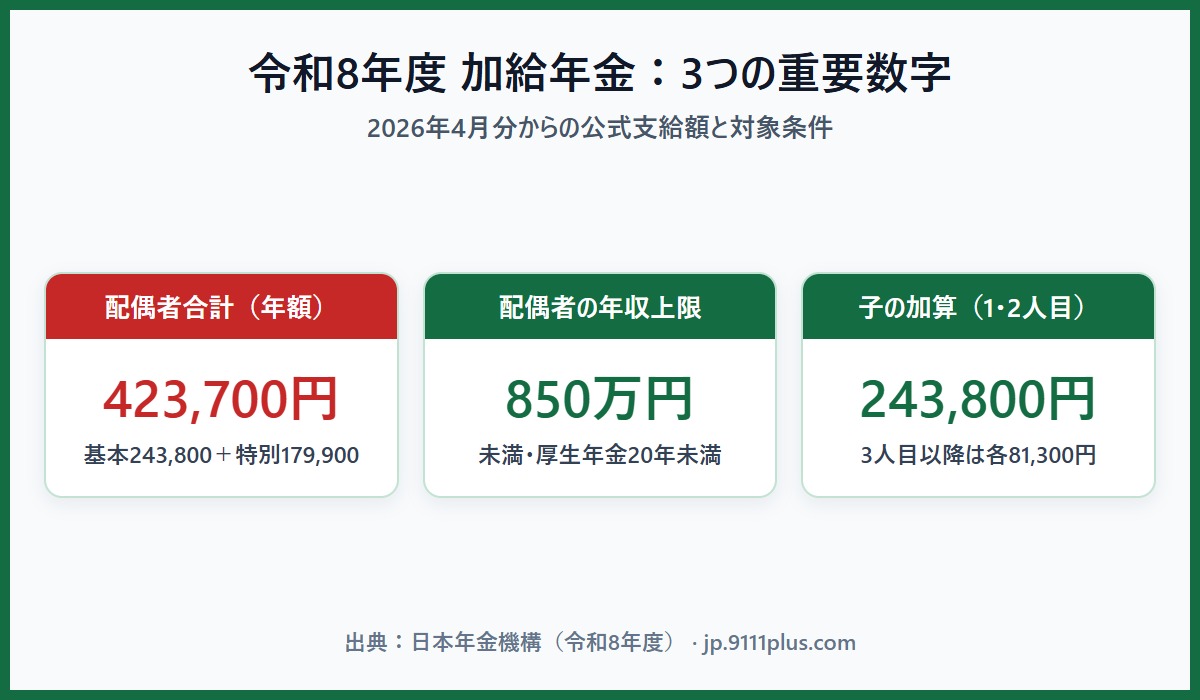 令和8年度 加給年金：3つの重要数字
2026年4月分からの公式支給額と対象条件
配偶者合計（年額）
423,700円
基本243,800＋特別179,900
配偶者の年収上限
850万円
未満・厚生年金20年未満
子の加算（1・2人目）
243,800円
3人目以降は各81,300円
出典：日本年金機構（令和8年度） · jp.9111plus.com